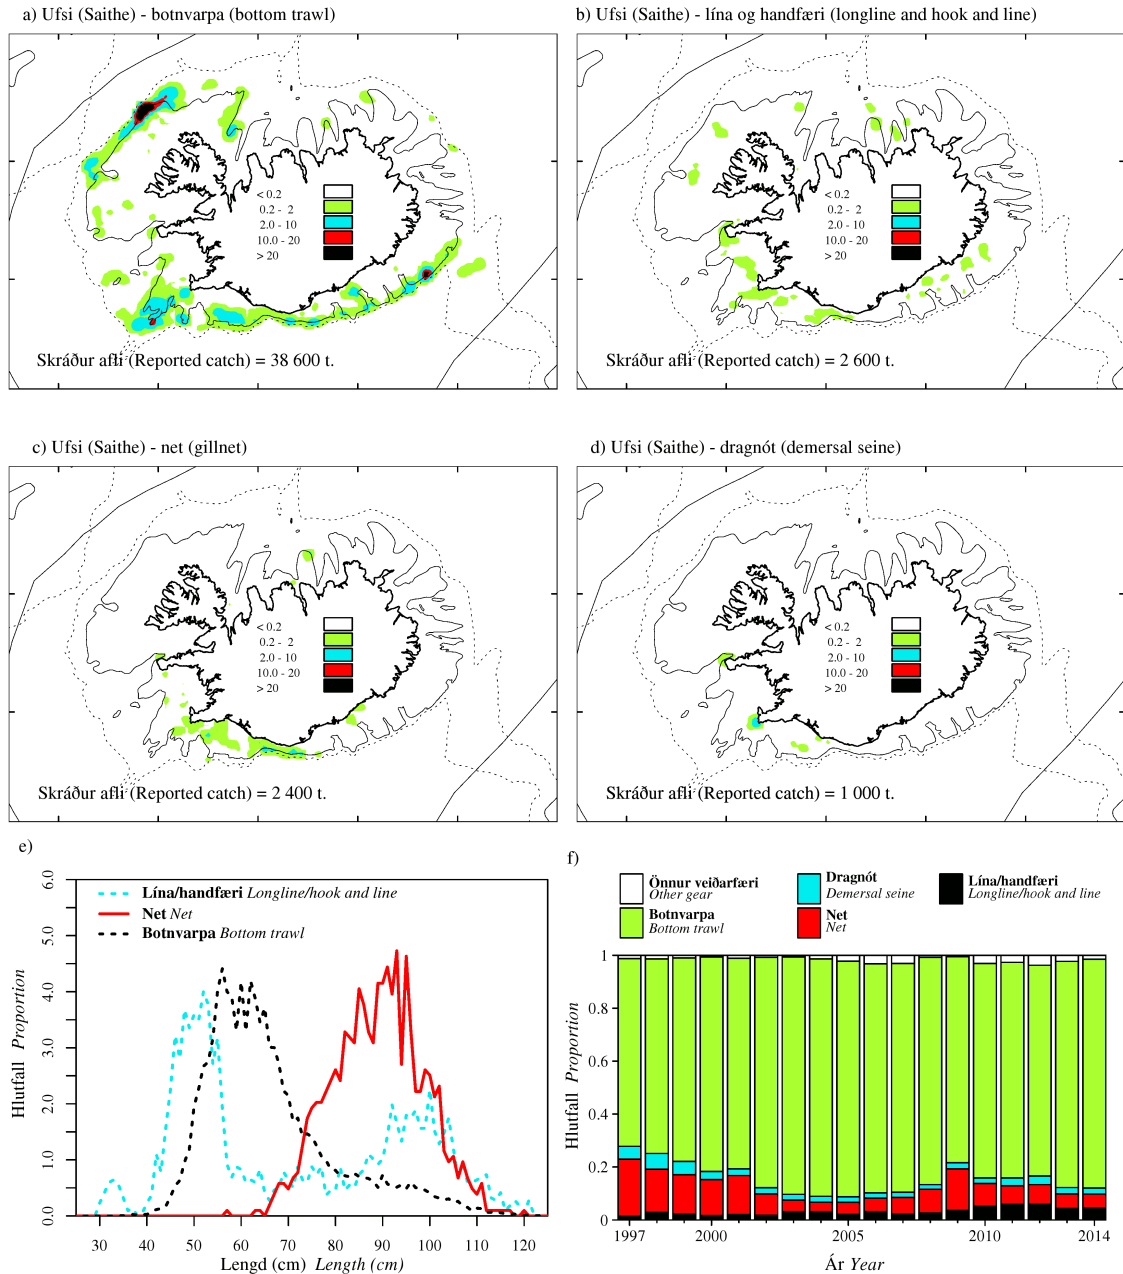 a) Ufsi (Saithe) - botnvarpa (bottom trawl)
b) Ufsi (Saithe) - lína og handfæri (longline and hook and line)
< 0.2
0.2 - 2
2.0 - 10
10.0 - 20
> 20
Skráður afli (Reported catch) = 38 600 t.
< 0.2
0.2 - 2
2.0 - 10
10.0 - 20
> 20
Skráður afli (Reported catch) = 2 600 t.
c) Ufsi (Saithe) - net (gillnet)
d) Ufsi (Saithe) - dragnót (demersal seine)
< 0.2
0.2 - 2
2.0 - 10
10.0 - 20
> 20
Skráður afli (Reported catch) = 2 400 t.
< 0.2
0.2 - 2
2.0 - 10
10.0 - 20
> 20
Skráður afli (Reported catch) = 1 000 t.
e)
Lína/handfæri Longline/hook and line
Net Net
Botnvarpa Bottom trawl
Hlutfall Proportion
6.0
5.0
4.0
3.0
2.0
1.0
0.0
30 40 50 60 70 80 90 100 110 120
Lengd (cm) Length (cm)
f)
Önnur veiðarfæri
Other gear
Botnvarpa
Bottom trawl
Dragnót
Demersal seine
Net
Net
Lína/handfæri
Longline/hook and line
Hlutfall Proportion
1
0.8
0.6
0.4
0.2
0
1997 2000 2005 2010 2014
Ár Year